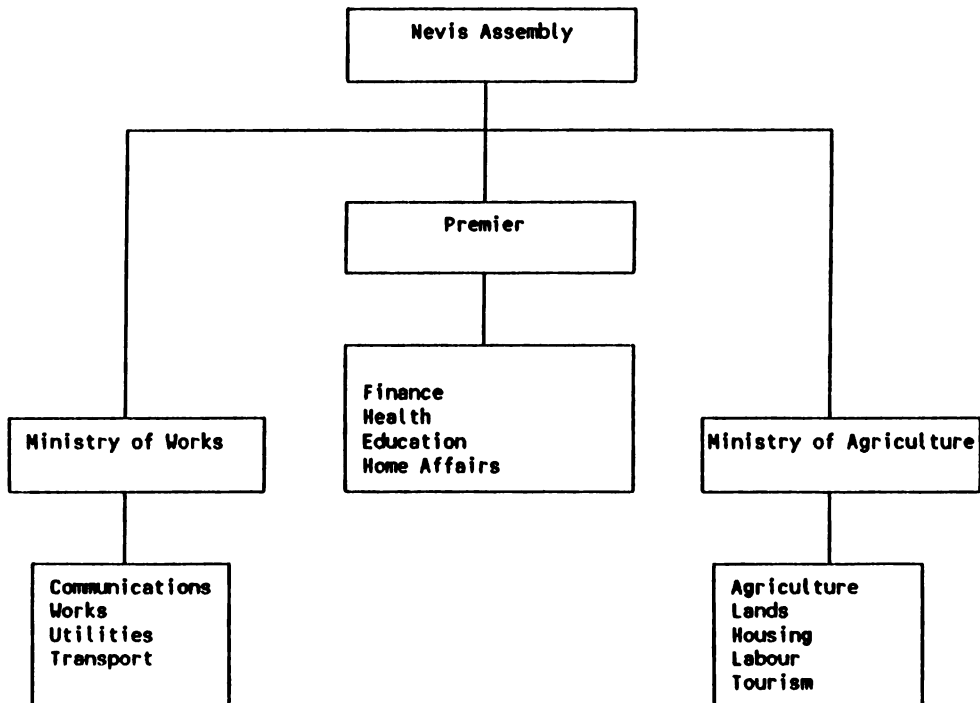 Nevis Assembly
Premier
Finance
Health
Education
Home Affairs
Ministry of Works
Ministry of Agriculture
Communications
Works
Utilities
Transport
Agriculture
Lands
Housing
Labour
Tourism